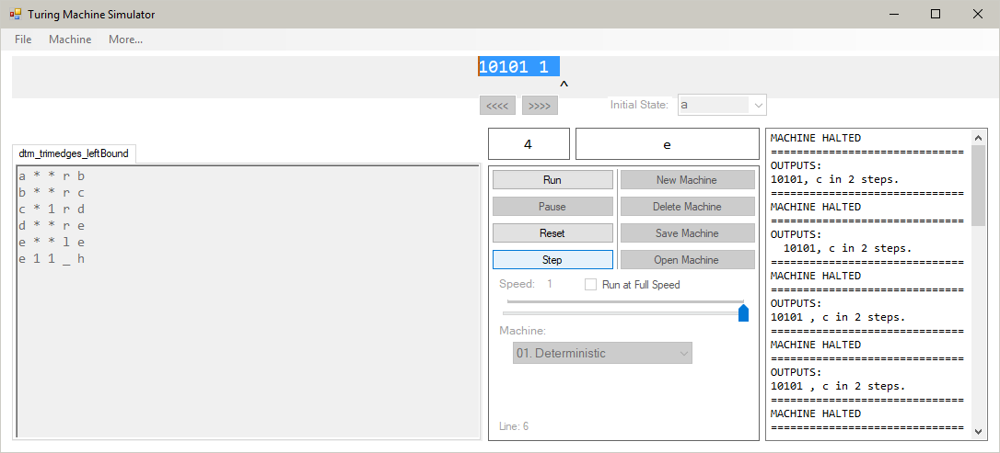 Turing Machine Simulator
File Machine More...
10101 1
^
<<<< >>>> Initial State: a
dtm_trimedges_leftBound
a * * r b
b * * r c
c * 1 r d
d * * r e
e * * l e
e 1 1 _ h
4 e
Run New Machine
Pause Delete Machine
Reset Save Machine
Step Open Machine
Speed: 1 Run at Full Speed
Machine:
01. Deterministic
Line: 6
MACHINE HALTED
==============================
OUTPUTS:
10101, c in 2 steps.
==============================
MACHINE HALTED
==============================
OUTPUTS:
10101, c in 2 steps.
==============================
MACHINE HALTED
==============================
OUTPUTS:
10101 , c in 2 steps.
==============================
MACHINE HALTED
==============================
OUTPUTS:
10101 , c in 2 steps.
==============================
MACHINE HALTED
==============================